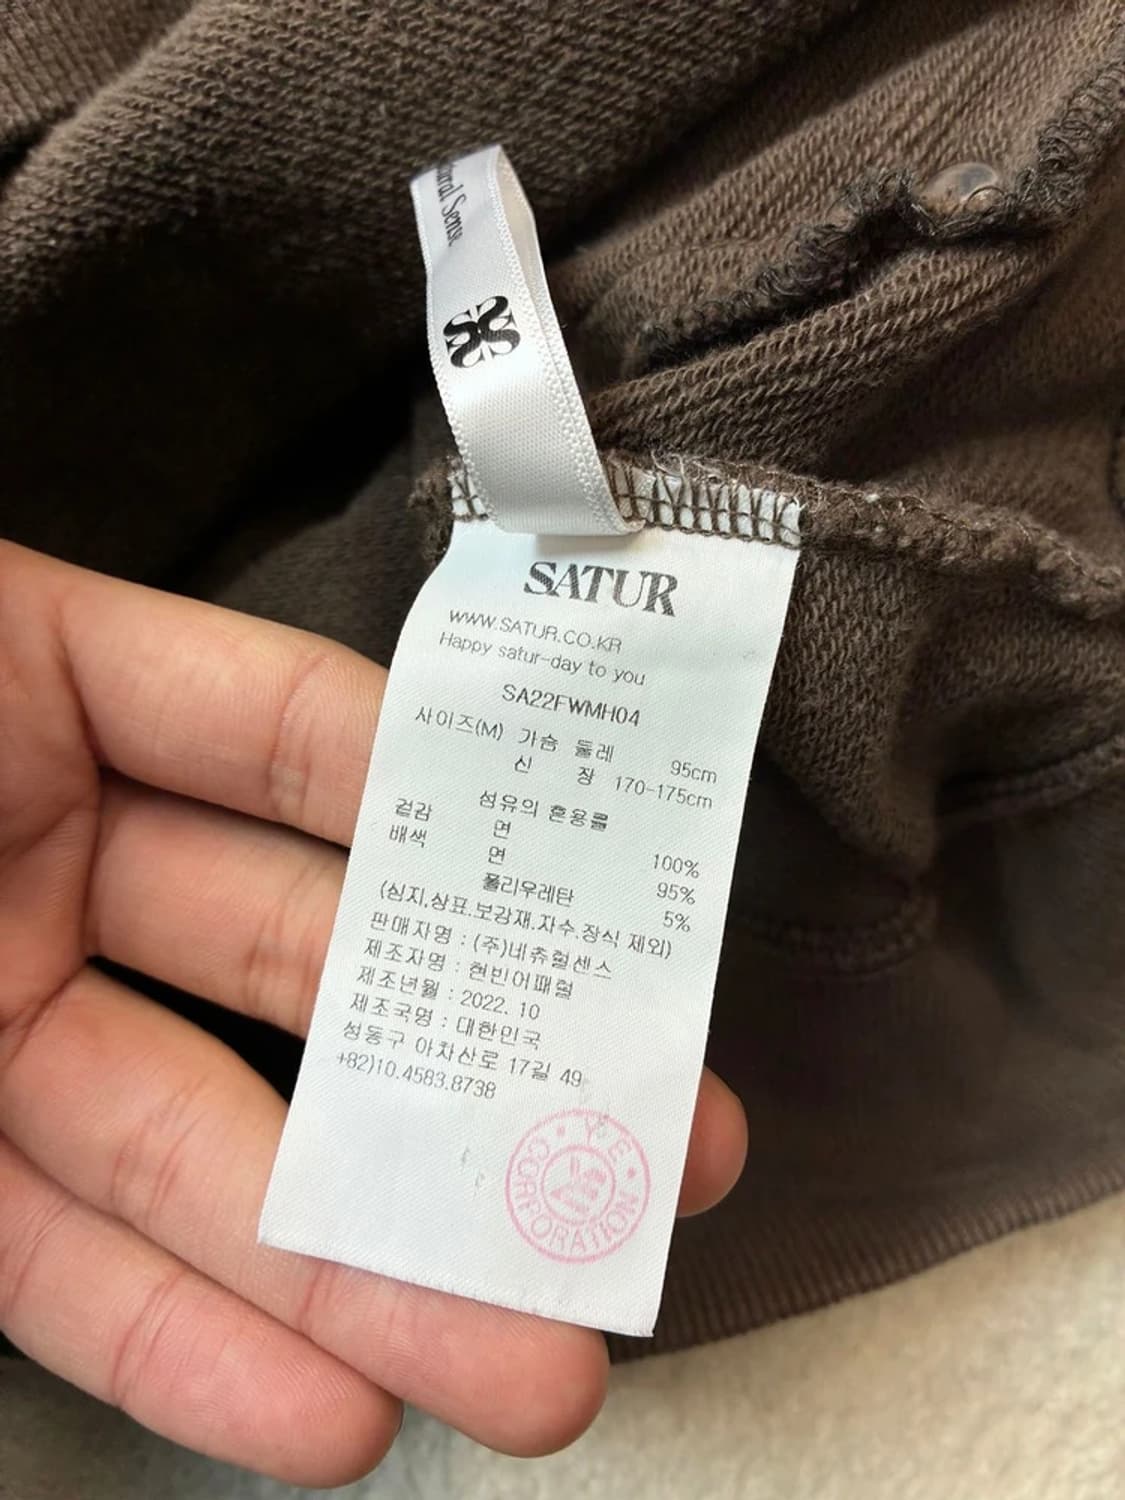 Sense
SATUR
WWW.SATUR.CO.KR
Happy satur-day to you
SA22FWMH04
사이즈(M) 가슴 둘레 95cm
신 장 170-175cm
섬유의 혼용률
겉감 면 100%
배색 면 95%
폴리우레탄 5%
(심지,상표.보강재.자수.장식 제외)
판매자명 : (주)네츄럴센스
제조자명 : 현빈어패럴
제조년월 : 2022. 10
제조국명 : 대한민국
성동구 아차산로 17길 49
+82)10.4583.8738
YE
CORPORATION